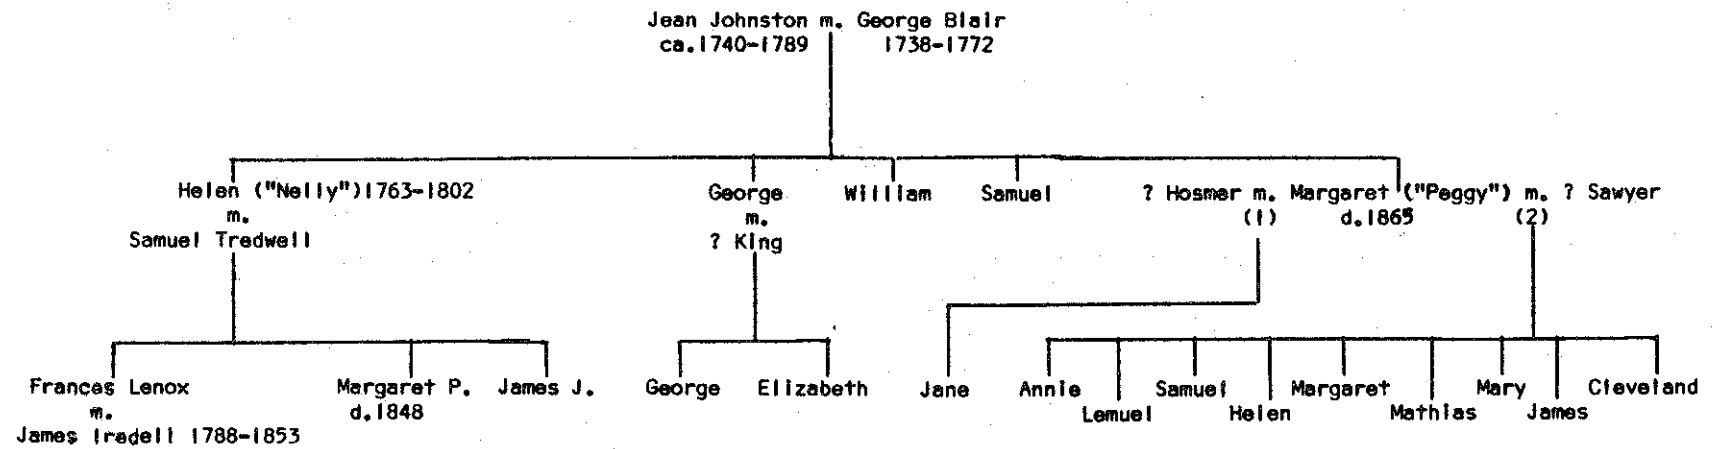 Jean Johnston m. George Blair
ca.1740-1789 1738-1772
Helen ("Nelly")1763-1802 George William Samuel ? Hosmer m. Margaret ("Peggy") m. ? Sawyer
m. m. (1) d.1865 (2)
Samuel Tredwell ? King
Frances Lenox Margaret P. James J. George Elizabeth Jane Annie Samuel Margaret Mary Cleveland
m. d.1848 Lemuel Helen Mathias James
James Iredell 1788-1853